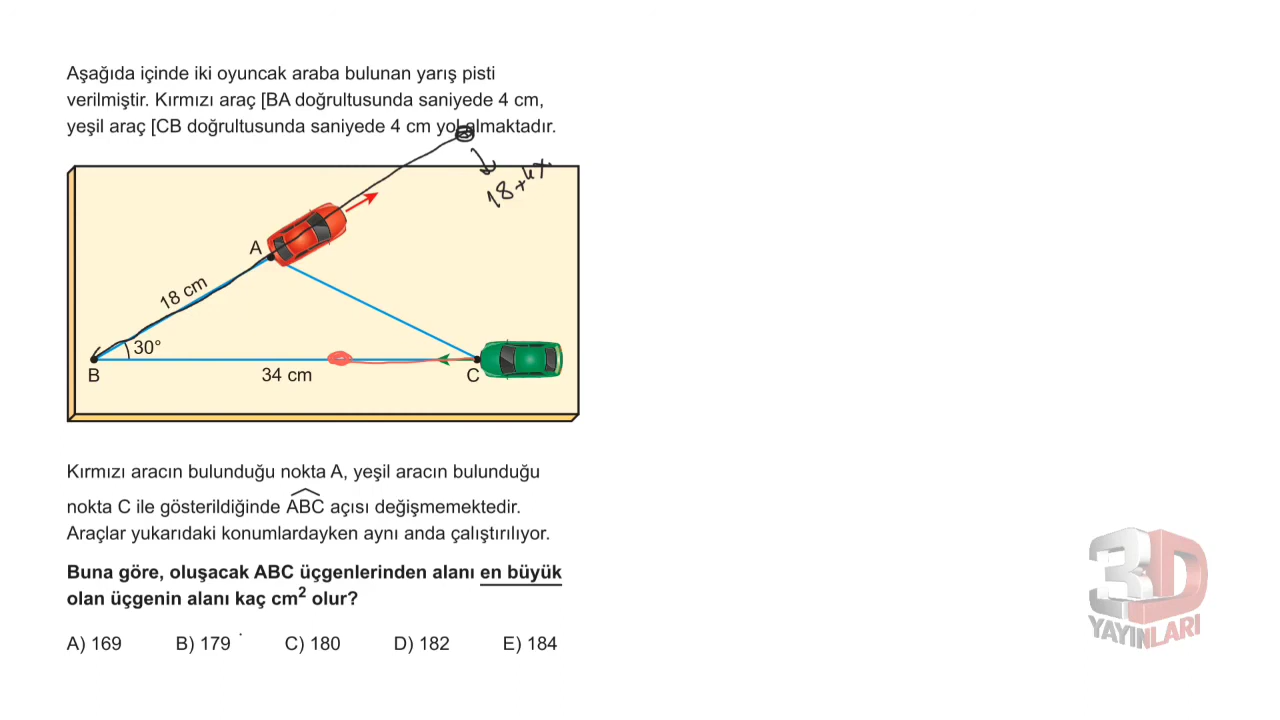 Aşağıda içinde iki oyuncak araba bulunan yarış pisti
verilmiştir. Kırmızı araç [BA doğrultusunda saniyede 4 cm,
yeşil araç [CB doğrultusunda saniyede 4 cm yol almaktadır.
18+4x
A
18 cm
30°
B
34 cm
C
Kırmızı aracın bulunduğu nokta A, yeşil aracın bulunduğu
nokta C ile gösterildiğinde ABC açısı değişmemektedir.
Araçlar yukarıdaki konumlardayken aynı anda çalıştırılıyor.
Buna göre, oluşacak ABC üçgenlerinden alanı en büyük
olan üçgenin alanı kaç cm² olur?
A) 169 B) 179 C) 180 D) 182 E) 184
3D
YAYINLARI